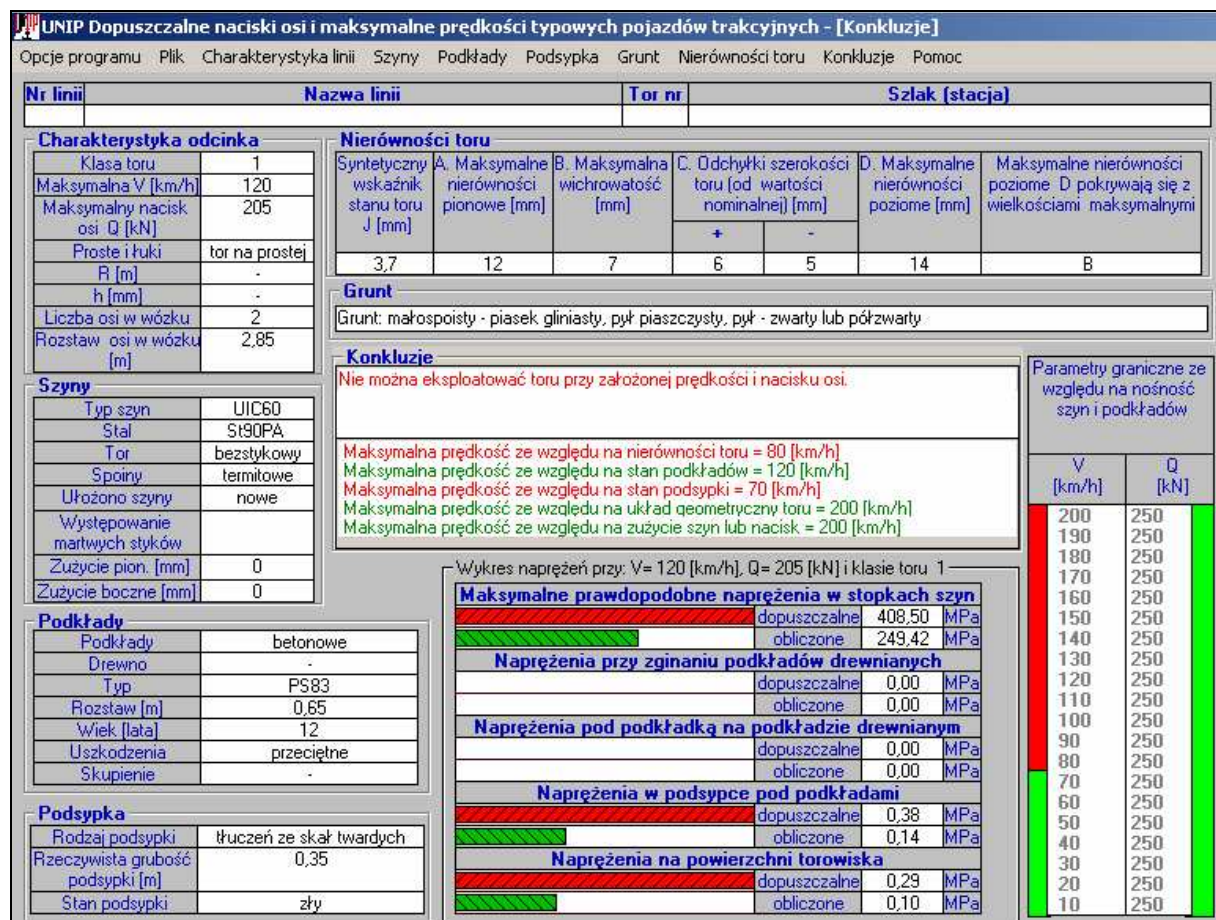 UNIP Dopuszczalne naciski osi i maksymalne prędkości typowych pojazdów trakcyjnych - [Konkluzje]
Opcje programu Plik Charakterystyka linii Szyny Podkłady Podsypka Grunt Nierówności toru Konkluzje Pomoc
Nr linii Nazwa linii Tor nr Szlak (stacja)
Charakterystyka odcinka
Klasa toru 1
Maksymalna V [km/h] 120
Maksymalny nacisk 205
osi Q [kN]
Proste i łuki tor na prostej
R [m] -
h [mm] -
Liczba osi w wózku 2
Rozstaw osi w wózku 2,85
[m]
Szyny
Typ szyn UIC60
Stal St90PA
Tor bezstykowy
Spoiny termitowe
Ułożono szyny nowe
Występowanie
martwych styków
Zużycie pion. [mm] 0
Zużycie boczne [mm] 0
Podkłady
Podkłady betonowe
Drewno -
Typ PS83
Rozstaw [m] 0,65
Wiek [lata] 12
Uszkodzenia przeciętne
Skupienie -
Podsypka
Rodzaj podsypki tłuczeń ze skał twardych
Rzeczywista grubość 0,35
podsypki [m]
Stan podsypki zły
Nierówności toru
Syntetyczny A. Maksymalne B. Maksymalna C. Odchyłki szerokości D. Maksymalne Maksymalne nierówności
wskaźnik nierówności wichrowatość toru (od wartości nierówności poziome D pokrywają się z
stanu toru pionowe [mm] [mm] nominalnej) [mm] poziome [mm] wielkościami maksymalnymi
J [mm] + -
3,7 12 7 6 5 14 B
Grunt
Grunt: małospoisty - piasek gliniasty, pył piaszczysty, pył - zwarty lub półzwarty
Konkluzje
Nie można eksploatować toru przy założonej prędkości i nacisku osi.
Maksymalna prędkość ze względu na nierówności toru = 80 [km/h]
Maksymalna prędkość ze względu na stan podkładów = 120 [km/h]
Maksymalna prędkość ze względu na stan podsypki = 70 [km/h]
Maksymalna prędkość ze względu na układ geometryczny toru = 200 [km/h]
Maksymalna prędkość ze względu na zużycie szyn lub nacisk = 200 [km/h]
Wykres naprężeń przy: V= 120 [km/h], Q= 205 [kN] i klasie toru 1
Maksymalne prawdopodobne naprężenia w stopkach szyn
dopuszczalne 408,50 MPa
obliczone 249,42 MPa
Naprężenia przy zginaniu podkładów drewnianych
dopuszczalne 0,00 MPa
obliczone 0,00 MPa
Naprężenia pod podkładką na podkładzie drewnianym
dopuszczalne 0,00 MPa
obliczone 0,00 MPa
Naprężenia w podsypce pod podkładami
dopuszczalne 0,38 MPa
obliczone 0,14 MPa
Naprężenia na powierzchni torowiska
dopuszczalne 0,29 MPa
obliczone 0,10 MPa
Parametry graniczne ze
względu na nośność
szyn i podkładów
V Q
[km/h] [kN]
200 250
190 250
180 250
170 250
160 250
150 250
140 250
130 250
120 250
110 250
100 250
90 250
80 250
70 250
60 250
50 250
40 250
30 250
20 250
10 250